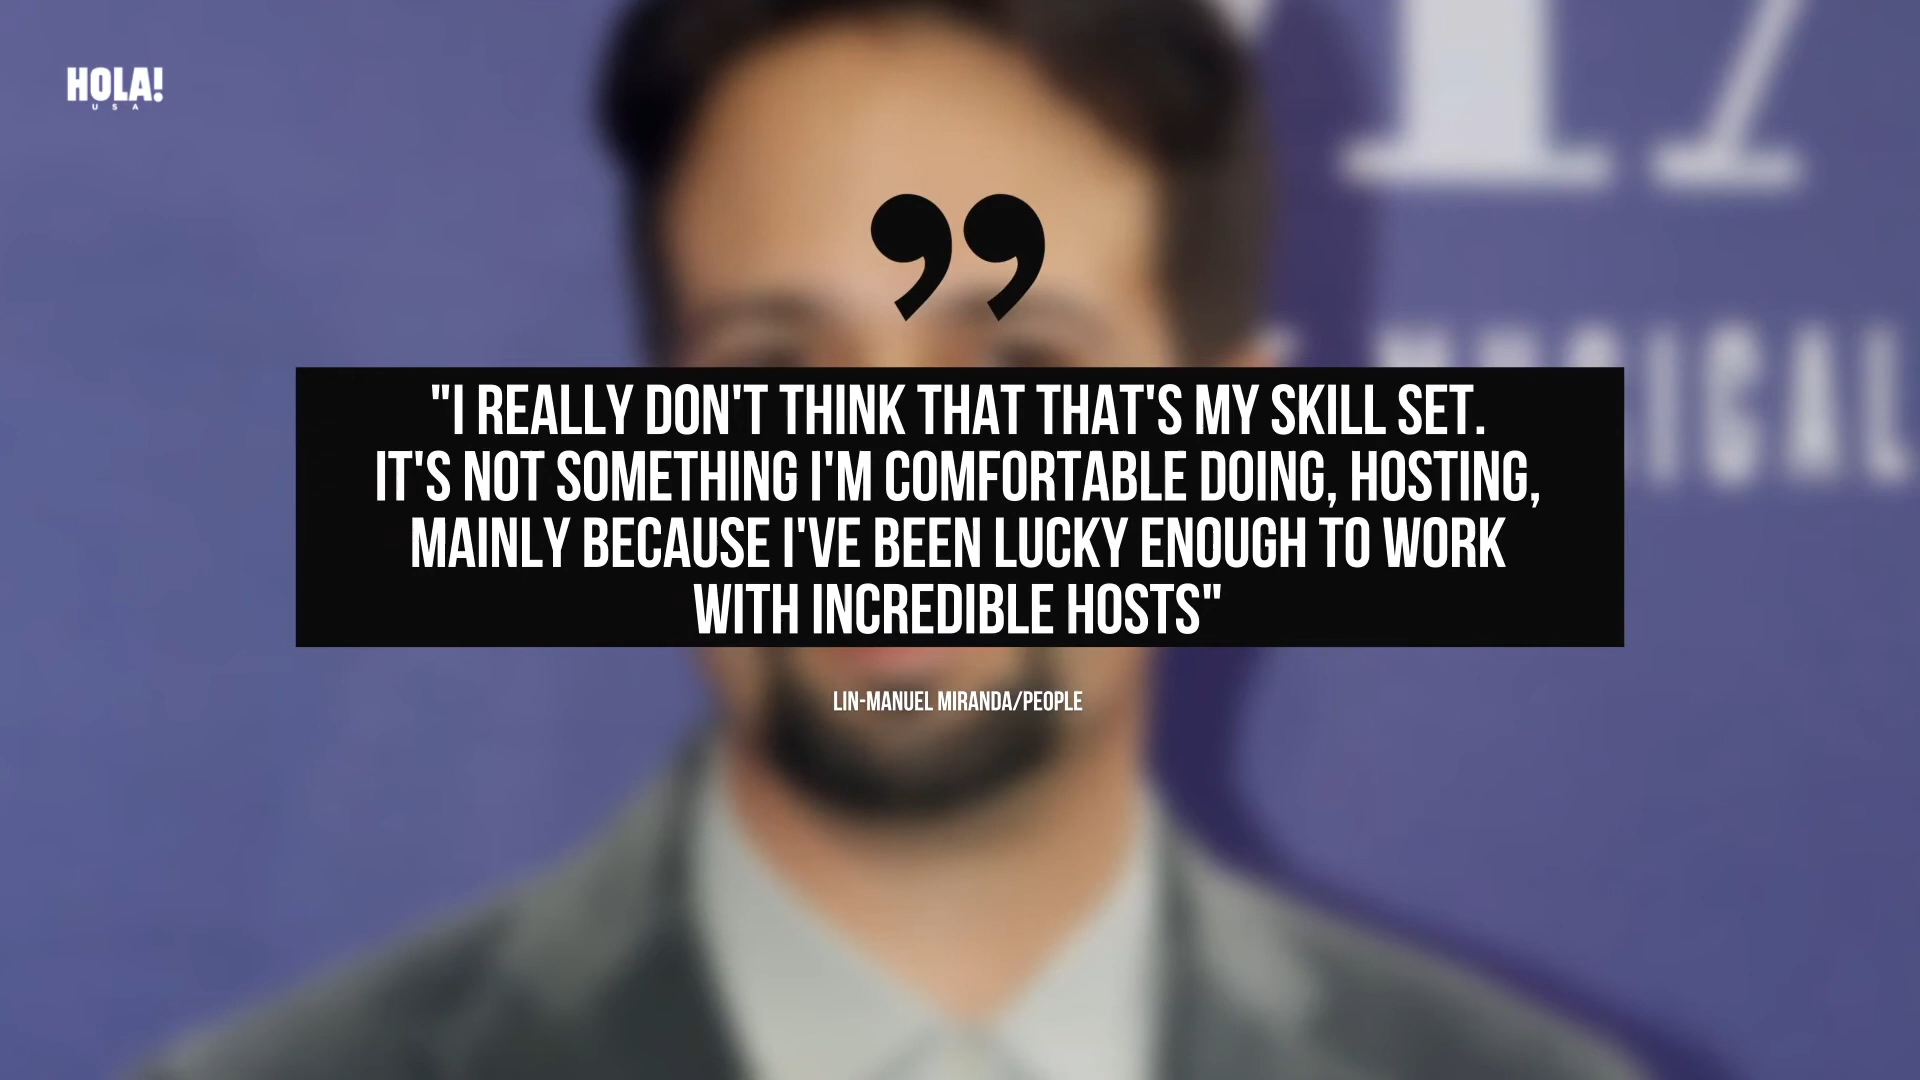 HOLA!
USA
"I REALLY DON'T THINK THAT THAT'S MY SKILL SET.
IT'S NOT SOMETHING I'M COMFORTABLE DOING, HOSTING,
MAINLY BECAUSE I'VE BEEN LUCKY ENOUGH TO WORK
WITH INCREDIBLE HOSTS"
LIN-MANUEL MIRANDA/PEOPLE